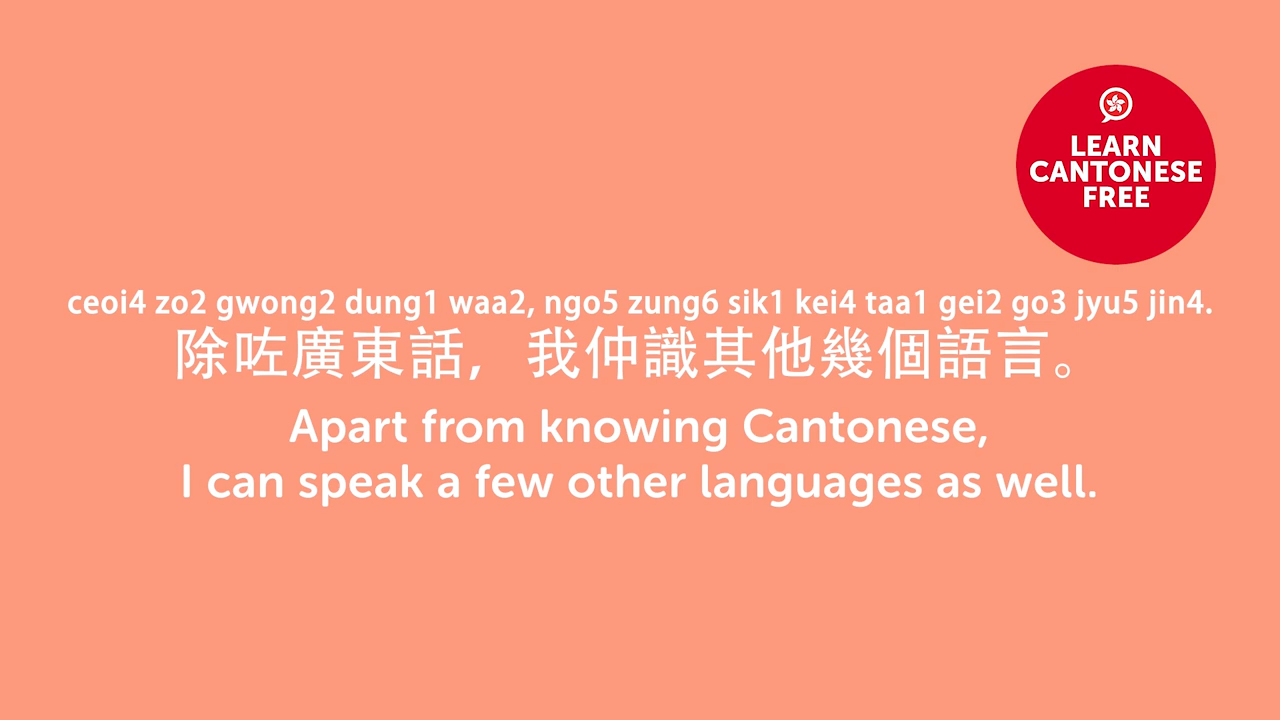 LEARN
CANTONESE
FREE
ceoi4 zo2 gwong2 dung1 waa2, ngo5 zung6 sik1 kei4 taa1 gei2 go3 jyu5 jin4.
除咗廣東話，我仲識其他幾個語言。
Apart from knowing Cantonese,
I can speak a few other languages as well.